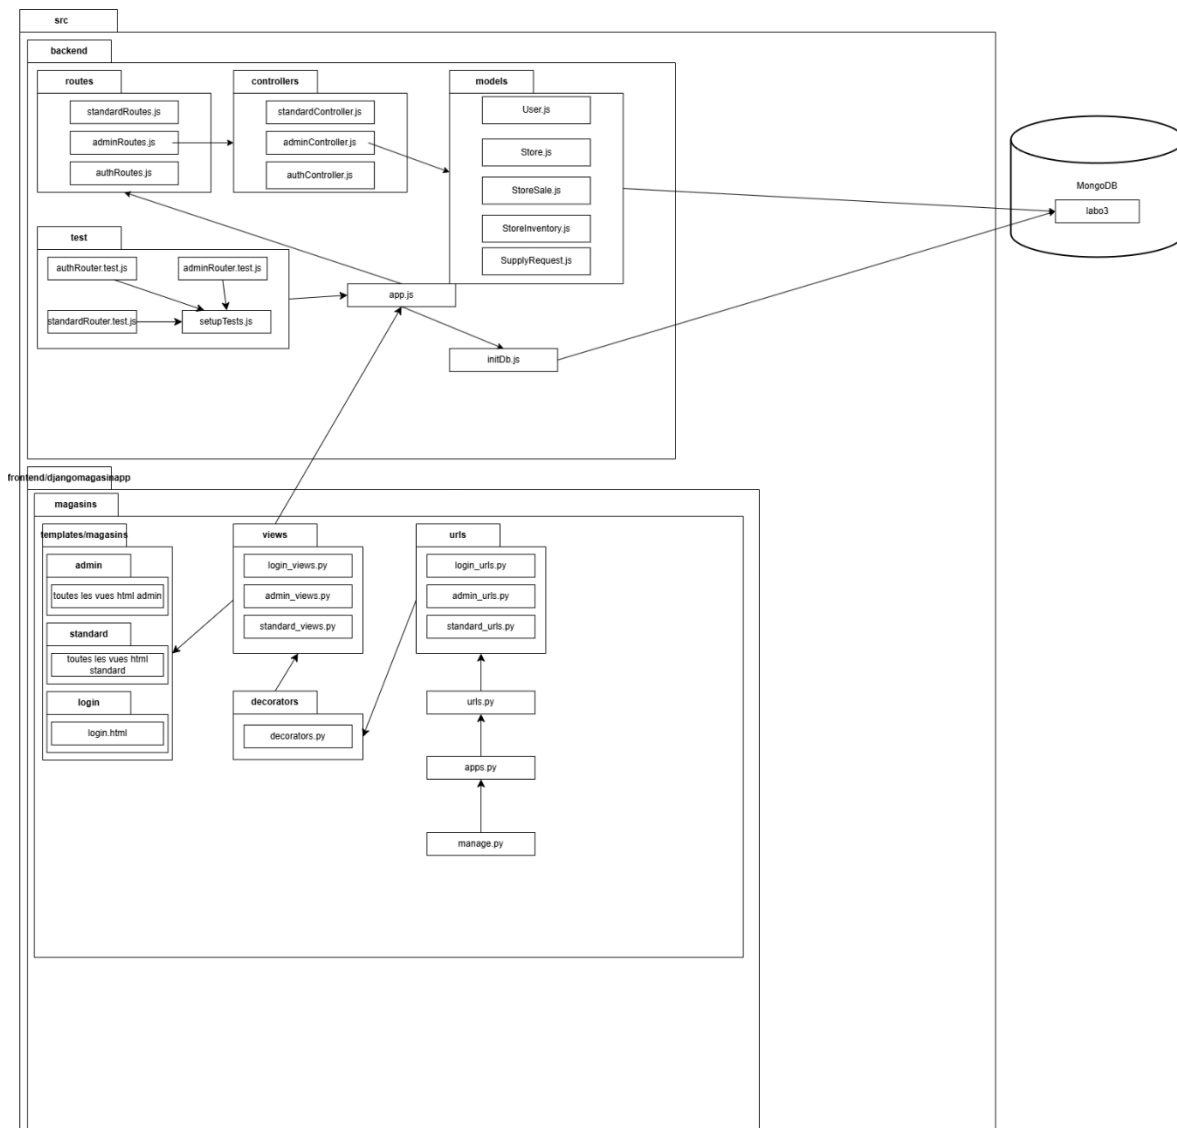 src
backend
routes
standardRoutes.js
adminRoutes.js
authRoutes.js
controllers
standardController.js
adminController.js
authController.js
models
User.js
Store.js
StoreSale.js
StoreInventory.js
SupplyRequest.js
MongoDB
labo3
test
authRouter.test.js
adminRouter.test.js
standardRouter.test.js
setupTests.js
app.js
initDb.js
frontend/djangomagasinapp
magasins
templates/magasins
admin
toutes les vues html admin
standard
toutes les vues html
standard
login
login.html
views
login_views.py
admin_views.py
standard_views.py
decorators
decorators.py
urls
login_urls.py
admin_urls.py
standard_urls.py
urls.py
apps.py
manage.py